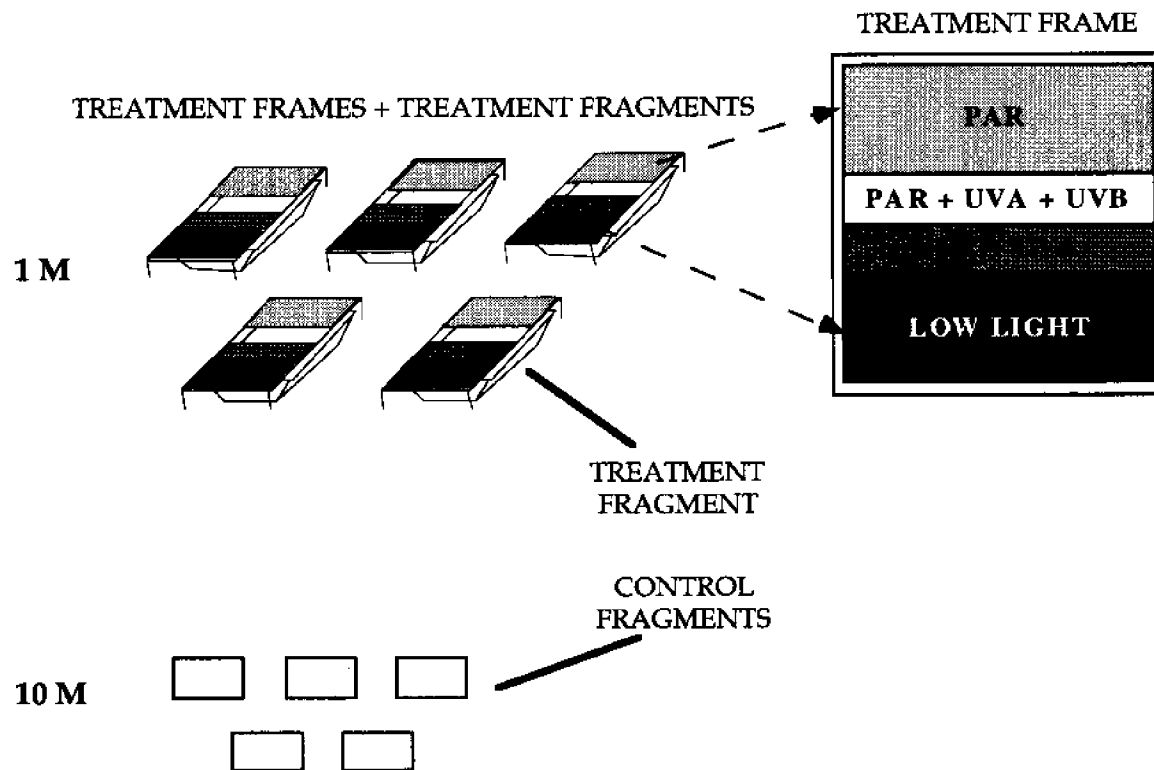 TREATMENT FRAME
TREATMENT FRAMES + TREATMENT FRAGMENTS
PAR
PAR + UVA + UVB
1 M
LOW LIGHT
TREATMENT
FRAGMENT
CONTROL
FRAGMENTS
10 M